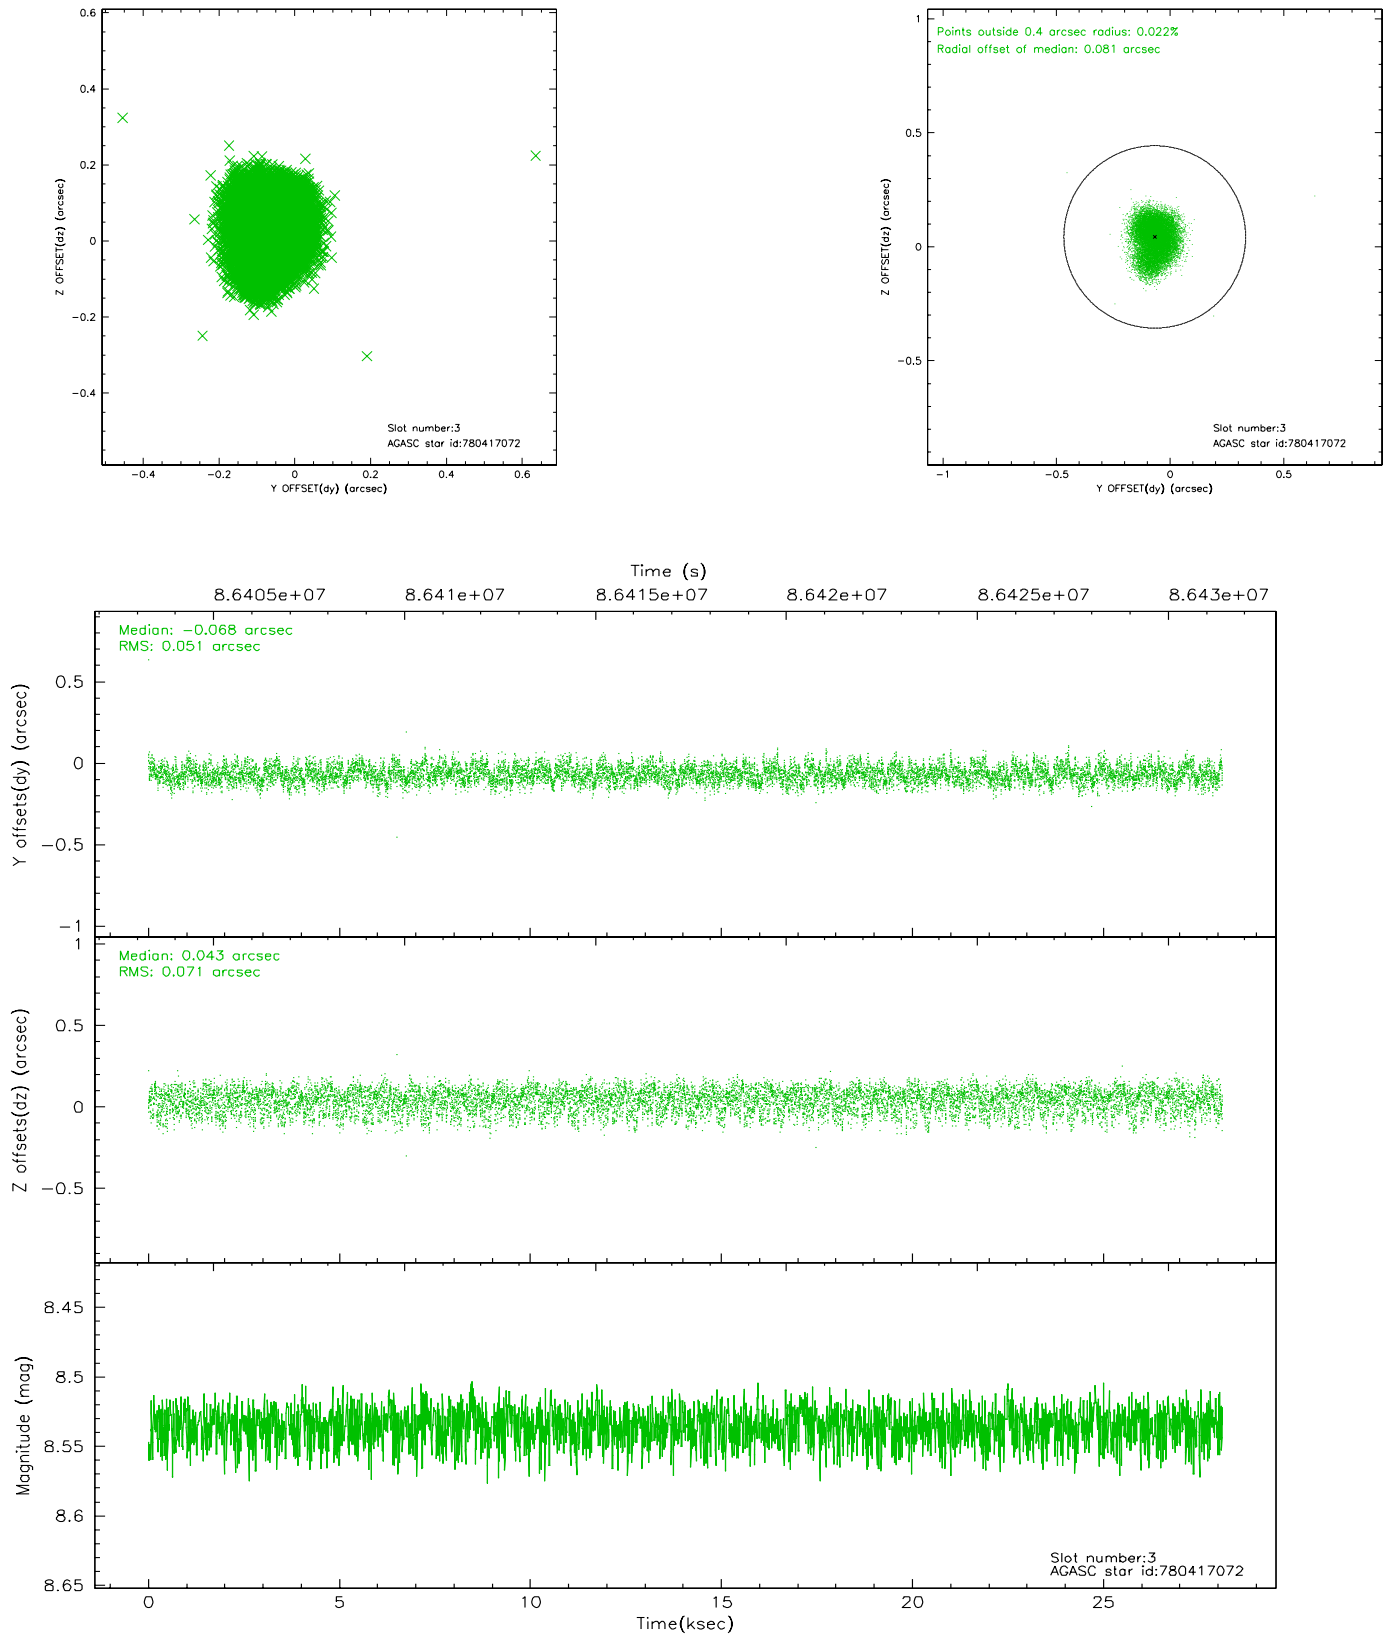 0.6
0.4
0.2
0
−0.2
−0.4
Z OFFSET(dz) (arcsec)
Slot number:3
AGASC star id:780417072
−0.4 −0.2 0 0.2 0.4 0.6
Y OFFSET(dy) (arcsec)
Points outside 0.4 arcsec radius: 0.022%
Radial offset of median: 0.081 arcsec
1
0.5
0
−0.5
Z OFFSET(dz) (arcsec)
Slot number:3
AGASC star id:780417072
−1 −0.5 0 0.5
Y OFFSET(dy) (arcsec)
Time (s)
8.6405e+07 8.641e+07 8.6415e+07 8.642e+07 8.6425e+07 8.643e+07
Median: −0.068 arcsec
RMS: 0.051 arcsec
0.5
0
−0.5
−1
Y offsets(dy) (arcsec)
Median: 0.043 arcsec
RMS: 0.071 arcsec
1
0.5
0
−0.5
Z offsets(dz) (arcsec)
8.45
8.5
8.55
8.6
8.65
Magnitude (mag)
Slot number:3
AGASC star id:780417072
0 5 10 15 20 25
Time(ksec)